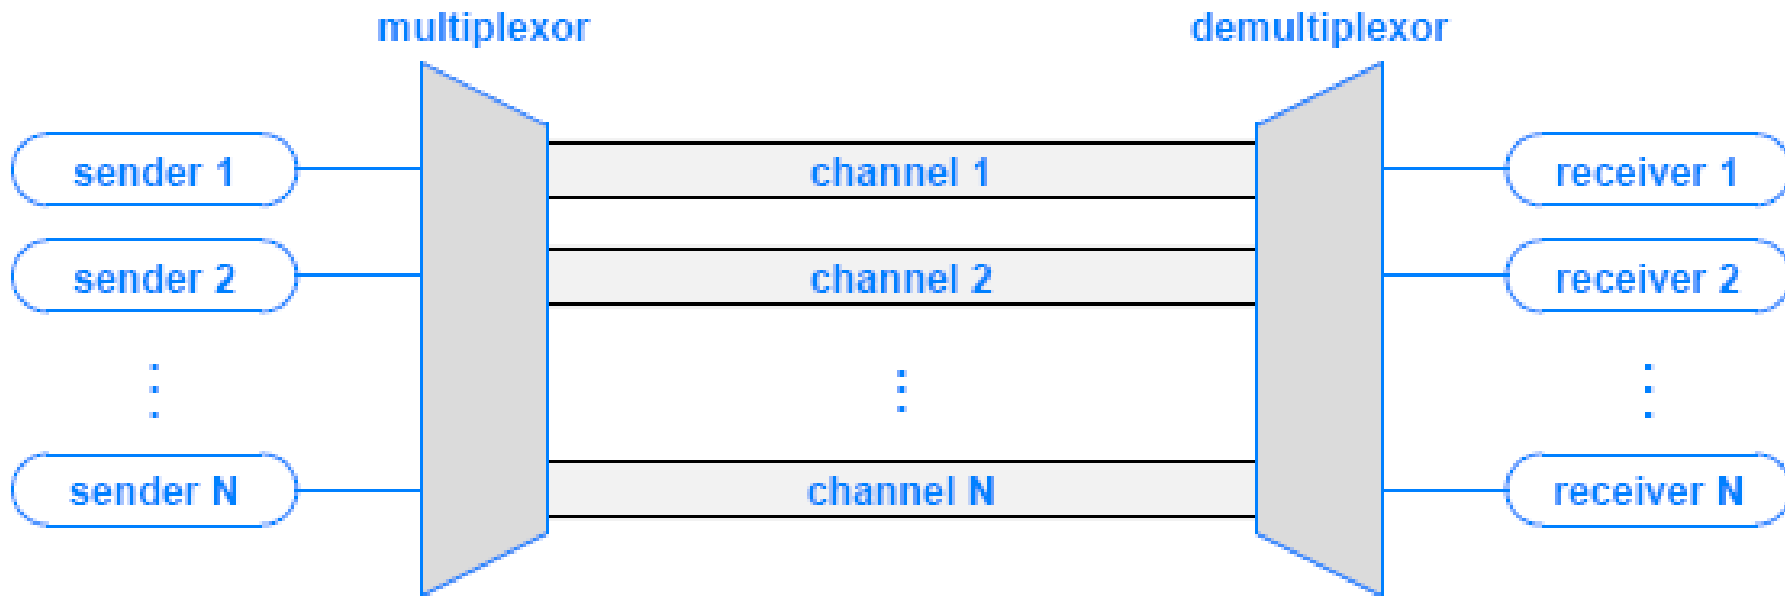 multiplexor
demultiplexor
sender 1
channel 1
receiver 1
sender 2
channel 2
receiver 2
sender N
channel N
receiver N